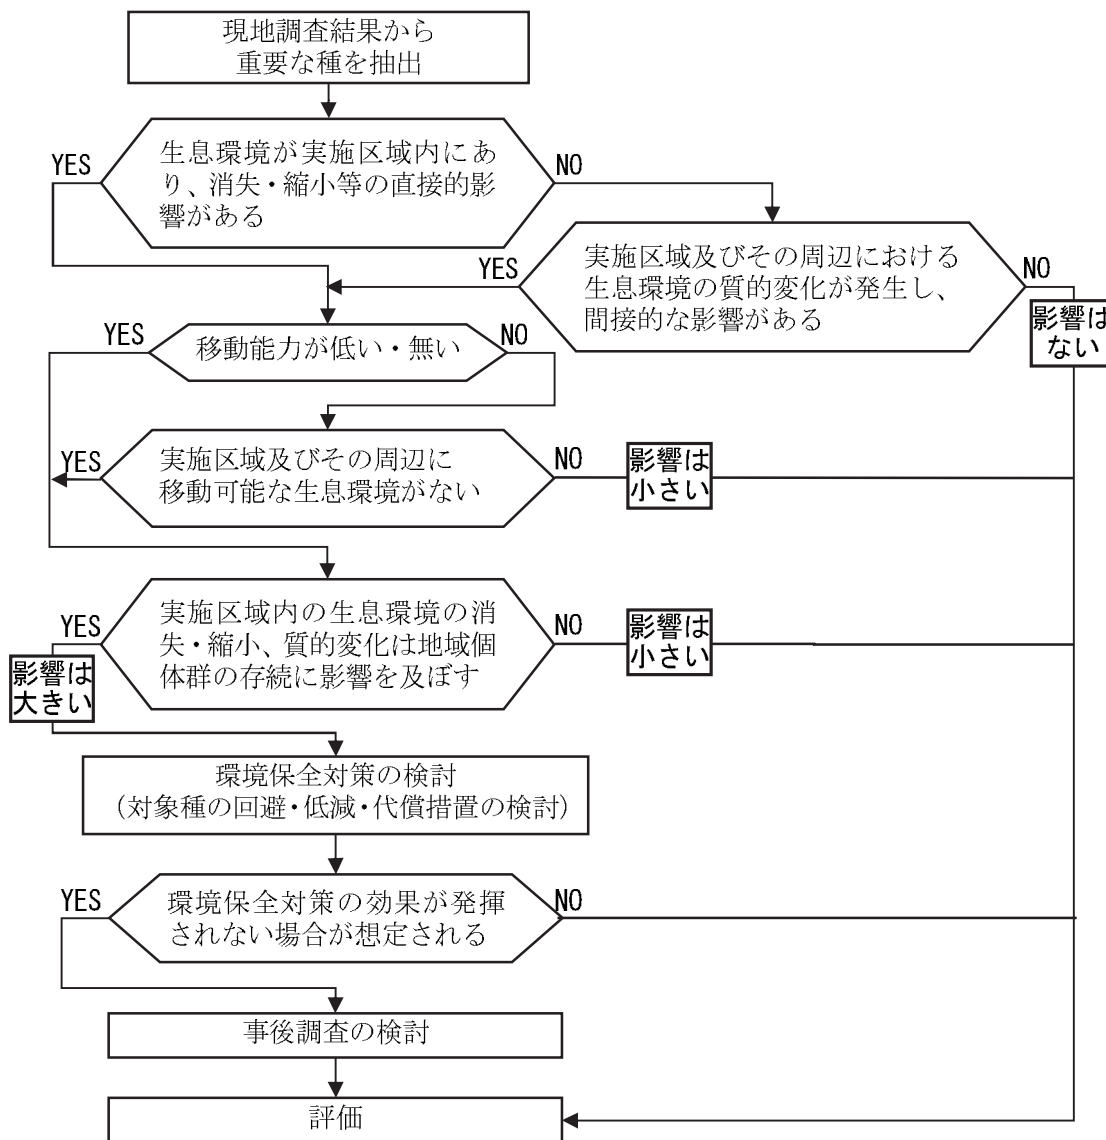 現地調査結果から
重要な種を抽出
YES
生息環境が実施区域内にあ
り、消失・縮小等の直接的影
響がある
NO
YES
実施区域及びその周辺における
生息環境の質的変化が発生し、
間接的な影響がある
NO
影響は
ない
YES
移動能力が低い・無い
NO
YES
実施区域及びその周辺に
移動可能な生息環境がない
NO
影響は
小さい
YES
実施区域内の生息環境の消
失・縮小、質的変化は地域個
体群の存続に影響を及ぼす
NO
影響は
小さい
影響は
大きい
環境保全対策の検討
（対象種の回避・低減・代償措置の検討）
YES
環境保全対策の効果が発揮
されない場合が想定される
NO
事後調査の検討
評価